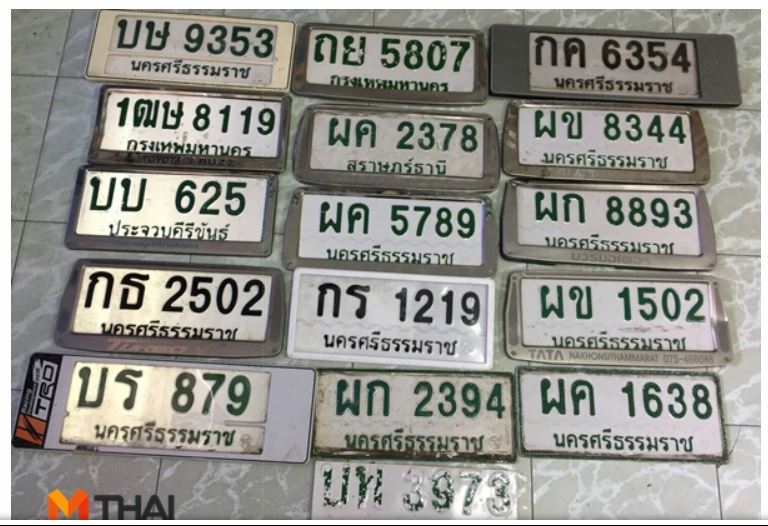 บษ 9353
นครศรีธรรมราช
ถย 5807
กรุงเทพมหานคร
กค 6354
นครศรีธรรมราช
1ฒษ 8119
กรุงเทพมหานคร
TOYOTA'S BUZZ
ผค 2378
สุราษฎร์ธานี
ผข 8344
นครศรีธรรมราช
บบ 625
ประจวบคีรีขันธ์
ผค 5789
นครศรีธรรมราช
ผก 8893
นครศรีธรรมราช
กธ 2502
นครศรีธรรมราช
กร 1219
นครศรีธรรมราช
ผข 1502
นครศรีธรรมราช
TATA NAKHONSITHAMMARAT 075-466088
TRD
บร 879
นครศรีธรรมราช
ผก 2394
นครศรีธรรมราช
ผค 1638
นครศรีธรรมราช
3973
MTHAI